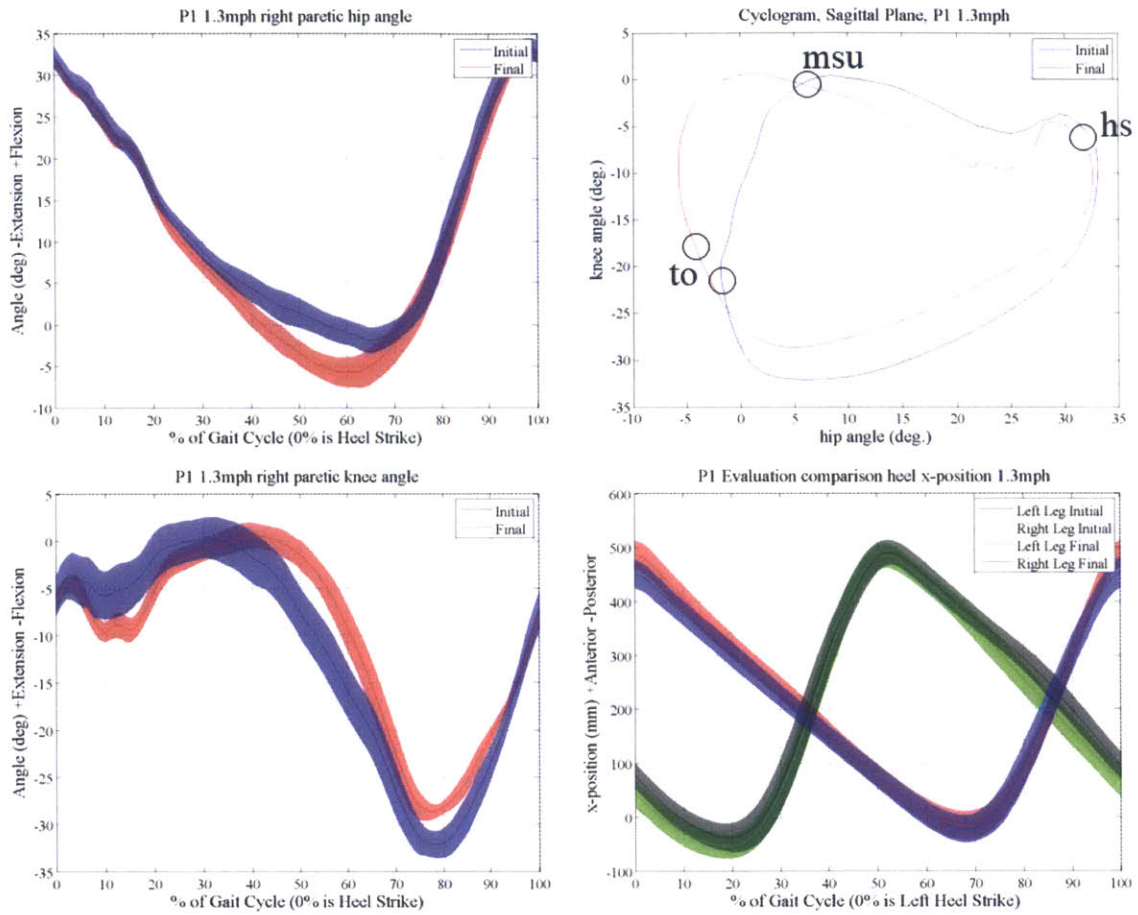 P1 1.3mph right paretic hip angle
Angle (deg) -Extension +Flexion
35
30
25
20
15
10
5
0
-5
-10
Initial
Final
0 10 20 30 40 50 60 70 80 90 100
% of Gait Cycle (0% is Heel Strike)
Cyclogram, Sagittal Plane, P1 1.3mph
knee angle (deg.)
5
0
-5
-10
-15
-20
-25
-30
-35
msu
hs
to
Initial
Final
-10 -5 0 5 10 15 20 25 30 35
hip angle (deg.)
P1 1.3mph right paretic knee angle
Angle (deg) +Extension -Flexion
5
0
-5
-10
-15
-20
-25
-30
-35
Initial
Final
0 10 20 30 40 50 60 70 80 90 100
% of Gait Cycle (0% is Heel Strike)
P1 Evaluation comparison heel x-position 1.3mph
x-position (mm) +Anterior -Posterior
600
500
400
300
200
100
0
-100
Left Leg Initial
Right Leg Initial
Left Leg Final
Right Leg Final
0 10 20 30 40 50 60 70 80 90 100
% of Gait Cycle (0% is Left Heel Strike)